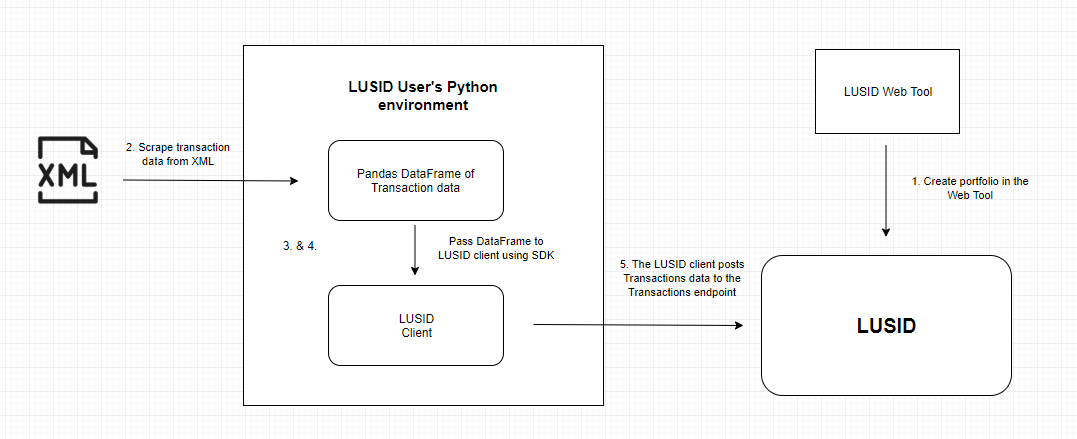 LUSID User's Python
environment
LUSID Web Tool
2. Scrape transaction
data from XML
XML
Pandas DataFrame of
Transaction data
1. Create portfolio in the
Web Tool
3. & 4.
Pass DataFrame to
LUSID client using SDK
5. The LUSID client posts
Transactions data to the
Transactions endpoint
LUSID
Client
LUSID